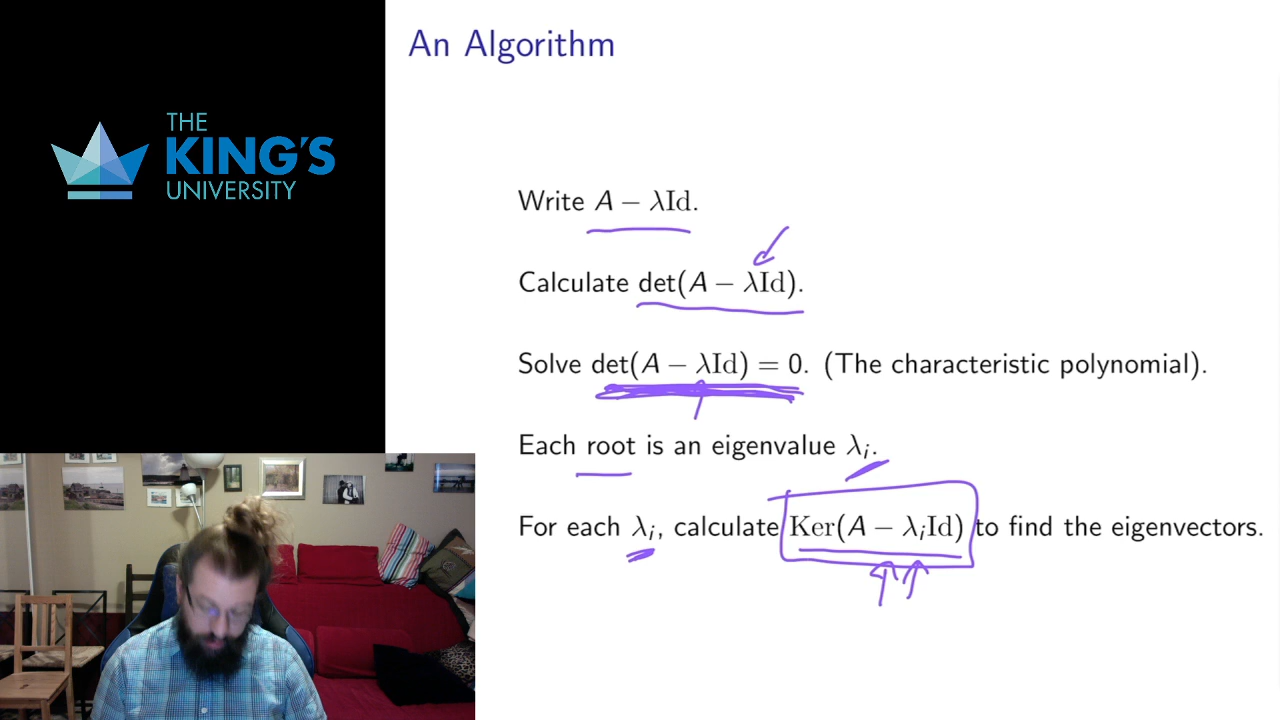 THE
KING'S
UNIVERSITY
An Algorithm
Write A − λId.
Calculate det(A − λId).
Solve det(A − λId) = 0. (The characteristic polynomial).
Each root is an eigenvalue λᵢ.
For each λᵢ, calculate Ker(A − λᵢId) to find the eigenvectors.